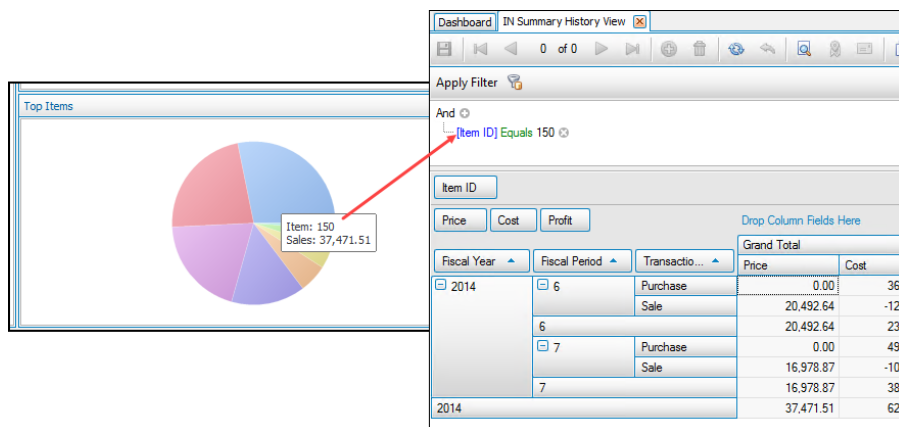 Dashboard IN Summary History View
0 of 0
Apply Filter
And
[Item ID] Equals 150
Top Items
Item: 150
Sales: 37,471.51
Item ID
Price Cost Profit Drop Column Fields Here
Grand Total
Fiscal Year Fiscal Period Transactio... Price Cost
2014 6 Purchase 0.00 36
Sale 20,492.64 -12
6 20,492.64 23
7 Purchase 0.00 49
Sale 16,978.87 -10
7 16,978.87 38
2014 37,471.51 62